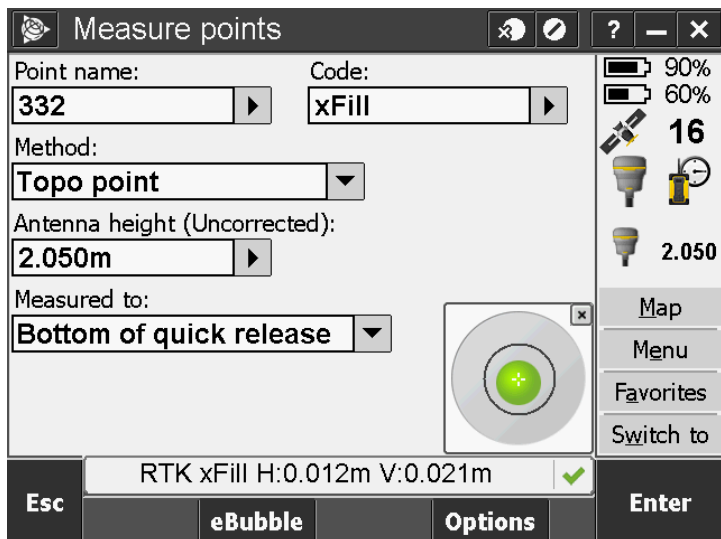 Measure points
?
Point name:
Code:
90%
60%
332
xFill
16
Method:
Topo point
Antenna height (Uncorrected):
2.050m
2.050
Measured to:
Bottom of quick release
Map
Menu
Favorites
Switch to
RTK xFill H:0.012m V:0.021m
Esc
eBubble
Options
Enter